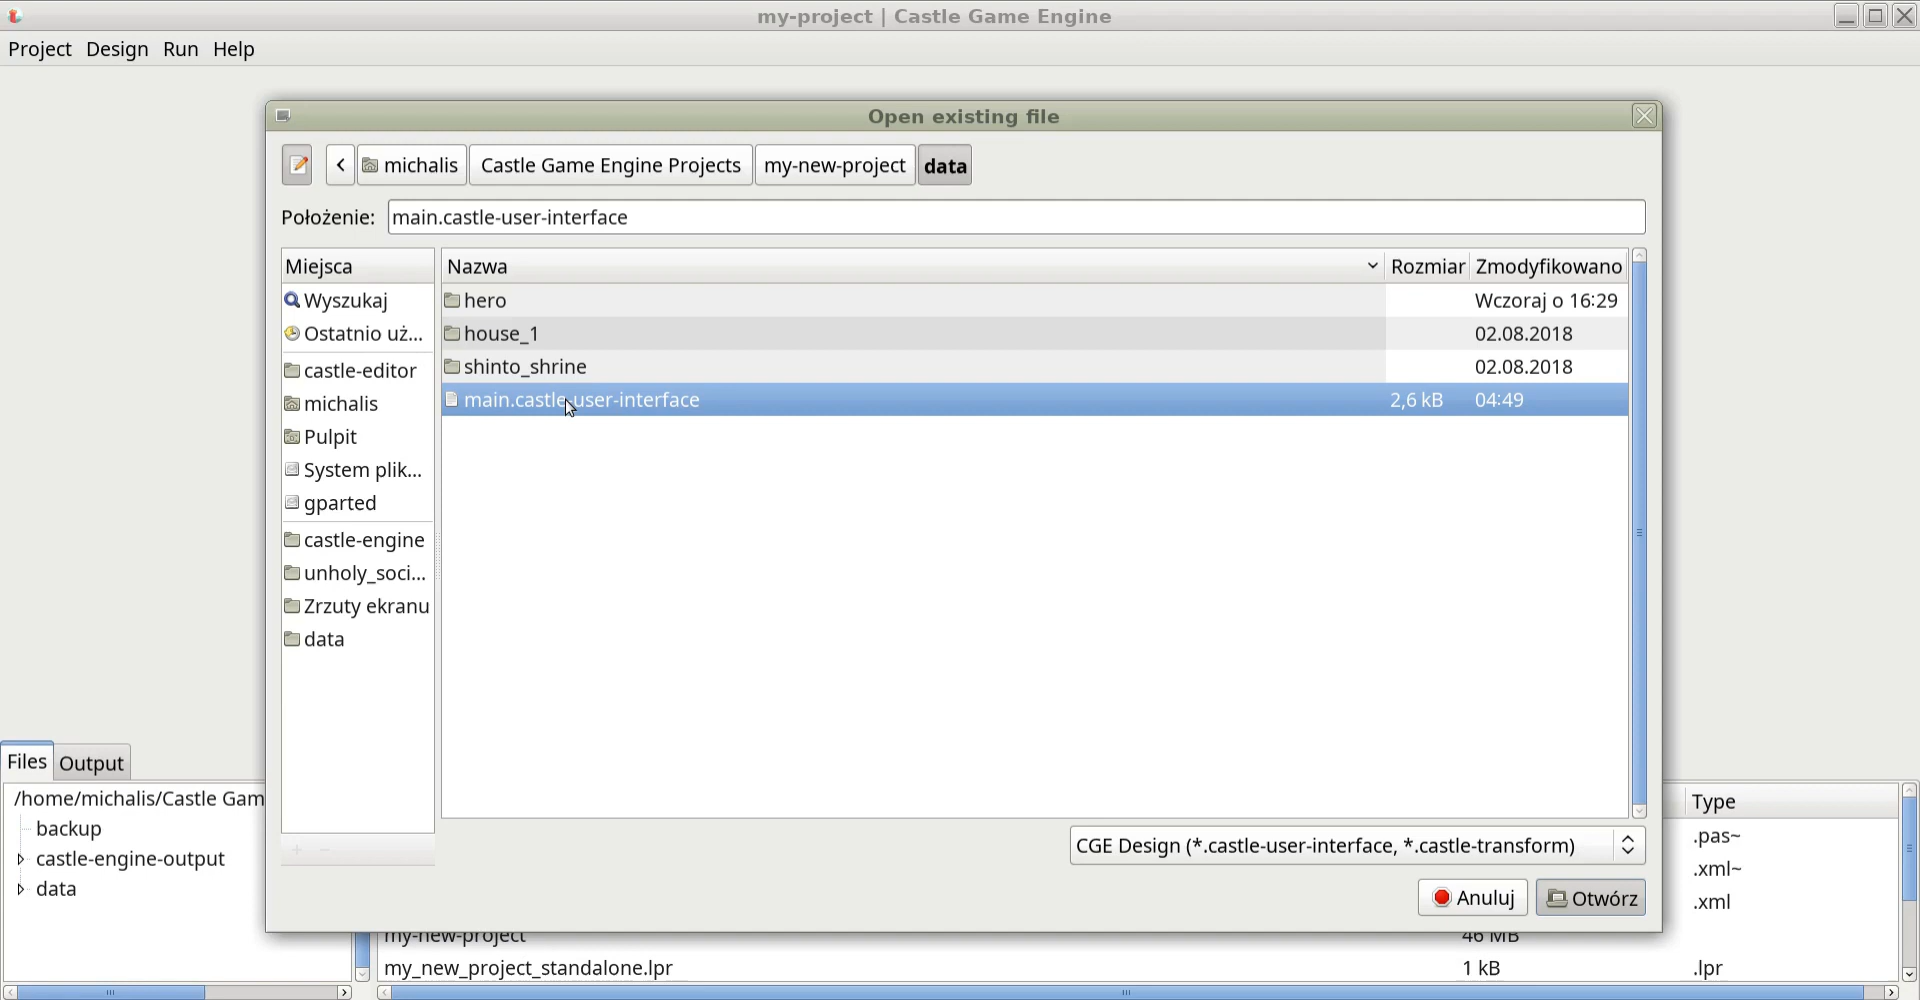 my-project | Castle Game Engine
Project Design Run Help
Open existing file
michalis Castle Game Engine Projects my-new-project data
Położenie: main.castle-user-interface
Miejsca
Wyszukaj
Ostatnio uż...
castle-editor
michalis
Pulpit
System plik...
gparted
castle-engine
unholy_soci...
Zrzuty ekranu
data
Nazwa Rozmiar Zmodyfikowano
hero Wczoraj o 16:29
house_1 02.08.2018
shinto_shrine 02.08.2018
main.castle-user-interface 2,6 kB 04:49
CGE Design (*.castle-user-interface, *.castle-transform)
Anuluj Otwórz
Files Output
/home/michalis/Castle Gam
backup
castle-engine-output
data
Type
.pas~
.xml~
.xml
my-new-project 46 MB
my_new_project_standalone.lpr 1 kB .lpr